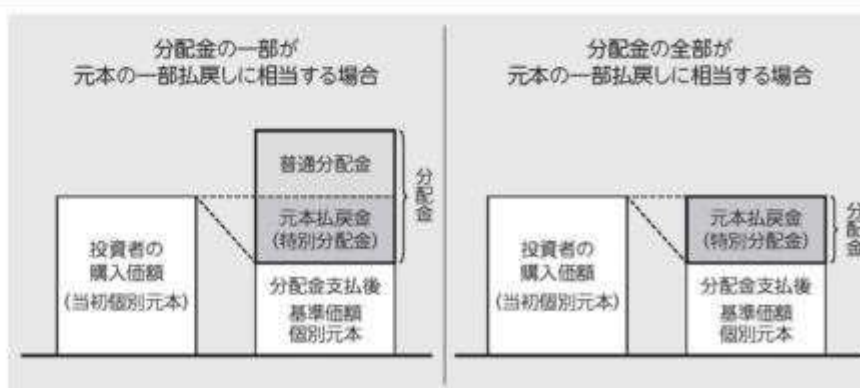 分配金の一部が
元本の一部払戻しに相当する場合
普通分配金
元本払戻金
(特別分配金)
分配金
投資者の
購入価額
(当初個別元本)
分配金支払後
基準価額
個別元本
分配金の全部が
元本の一部払戻しに相当する場合
元本払戻金
(特別分配金)
分配金
投資者の
購入価額
(当初個別元本)
分配金支払後
基準価額
個別元本